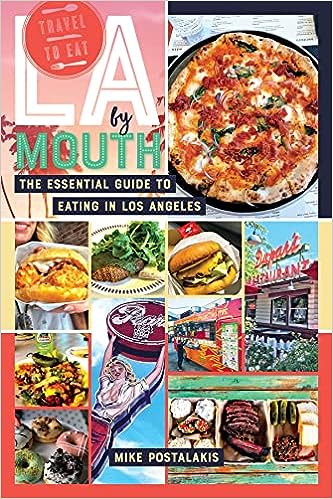 TRAVEL
TO EAT
LA
by
MOUTH
THE ESSENTIAL GUIDE TO
EATING IN LOS ANGELES
MIKE POSTALAKIS